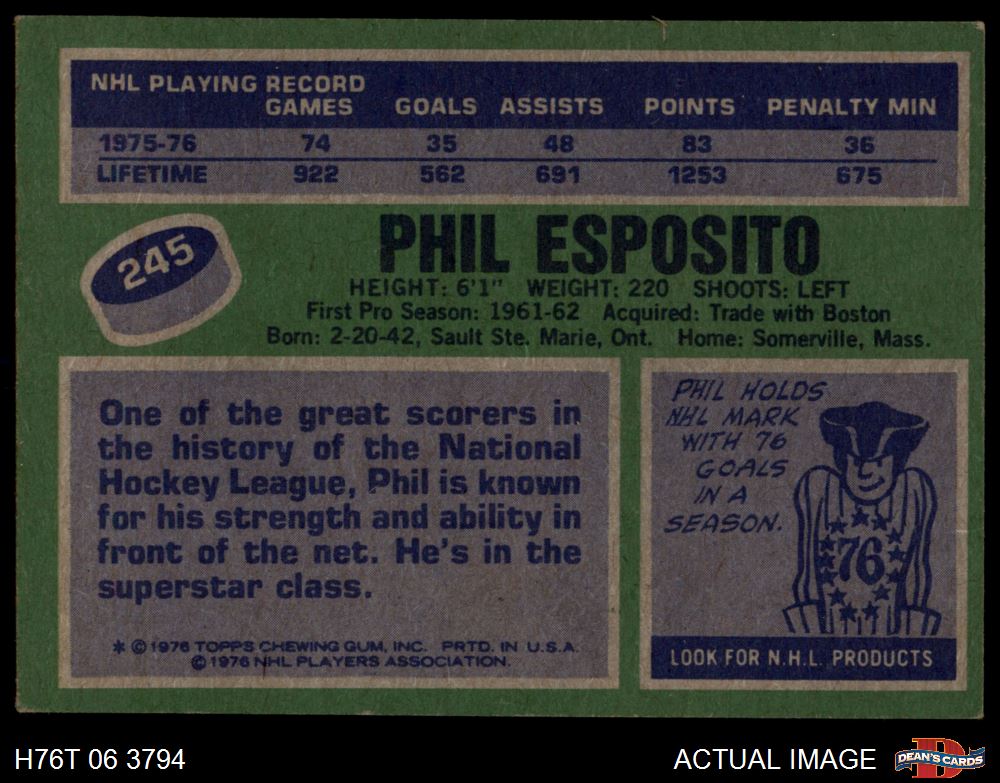 NHL PLAYING RECORD
GAMES GOALS ASSISTS POINTS PENALTY MIN
1975-76 74 35 48 83 36
LIFETIME 922 562 691 1253 675
245
PHIL ESPOSITO
HEIGHT: 6'1" WEIGHT: 220 SHOOTS: LEFT
First Pro Season: 1961-62 Acquired: Trade with Boston
Born: 2-20-42, Sault Ste. Marie, Ont. Home: Somerville, Mass.
One of the great scorers in
the history of the National
Hockey League, Phil is known
for his strength and ability in
front of the net. He's in the
superstar class.
* © 1976 TOPPS CHEWING GUM, INC. PRTD. IN U.S.A.
© 1976 NHL PLAYERS ASSOCIATION.
PHIL HOLDS
NHL MARK
WITH 76
GOALS
IN A
SEASON.
76
LOOK FOR N.H.L. PRODUCTS
H76T 06 3794
ACTUAL IMAGE
D
DEAN'S CARDS